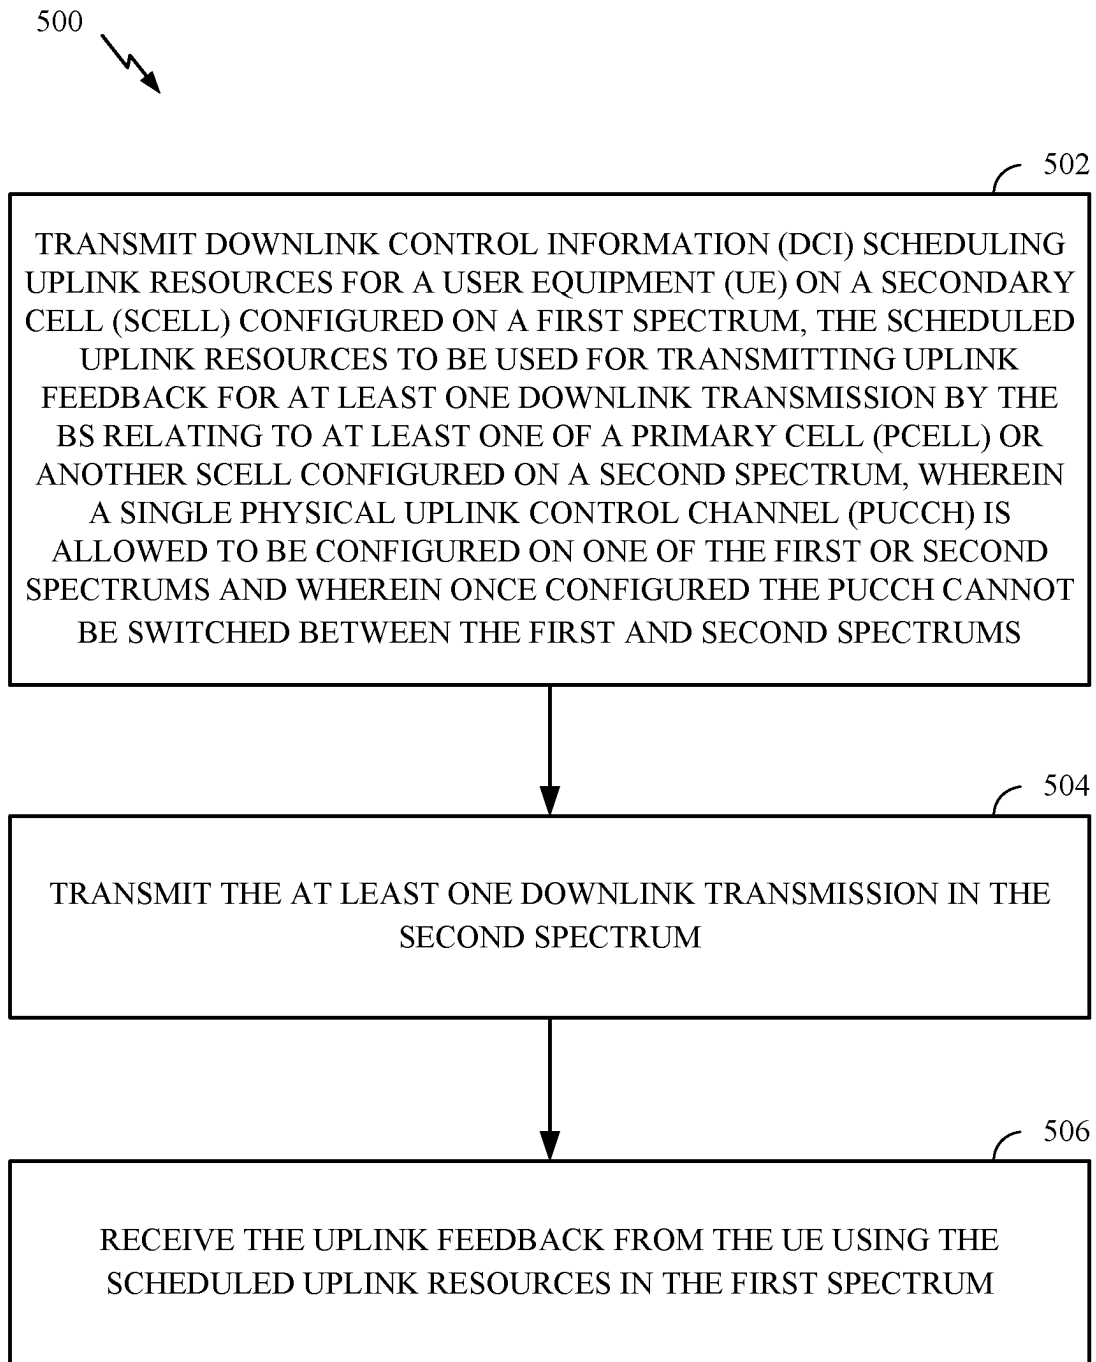 500
502
TRANSMIT DOWNLINK CONTROL INFORMATION (DCI) SCHEDULING
UPLINK RESOURCES FOR A USER EQUIPMENT (UE) ON A SECONDARY
CELL (SCELL) CONFIGURED ON A FIRST SPECTRUM, THE SCHEDULED
UPLINK RESOURCES TO BE USED FOR TRANSMITTING UPLINK
FEEDBACK FOR AT LEAST ONE DOWNLINK TRANSMISSION BY THE
BS RELATING TO AT LEAST ONE OF A PRIMARY CELL (PCELL) OR
ANOTHER SCELL CONFIGURED ON A SECOND SPECTRUM, WHEREIN
A SINGLE PHYSICAL UPLINK CONTROL CHANNEL (PUCCH) IS
ALLOWED TO BE CONFIGURED ON ONE OF THE FIRST OR SECOND
SPECTRUMS AND WHEREIN ONCE CONFIGURED THE PUCCH CANNOT
BE SWITCHED BETWEEN THE FIRST AND SECOND SPECTRUMS
504
TRANSMIT THE AT LEAST ONE DOWNLINK TRANSMISSION IN THE
SECOND SPECTRUM
506
RECEIVE THE UPLINK FEEDBACK FROM THE UE USING THE
SCHEDULED UPLINK RESOURCES IN THE FIRST SPECTRUM